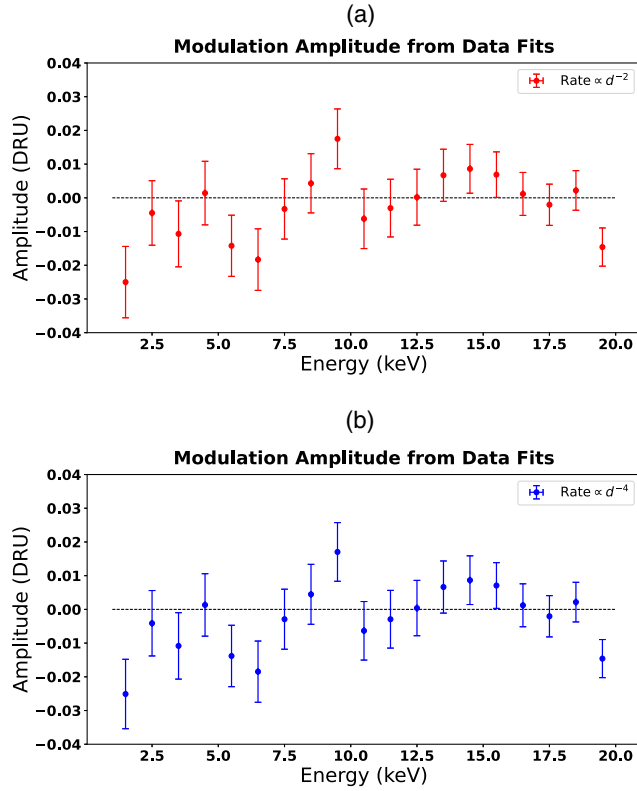 (a)
Modulation Amplitude from Data Fits
0.04
0.03
0.02
0.01
0.00
−0.01
−0.02
−0.03
−0.04
Amplitude (DRU)
Rate ∝ d⁻²
2.5 5.0 7.5 10.0 12.5 15.0 17.5 20.0
Energy (keV)
(b)
Modulation Amplitude from Data Fits
0.04
0.03
0.02
0.01
0.00
−0.01
−0.02
−0.03
−0.04
Amplitude (DRU)
Rate ∝ d⁻⁴
2.5 5.0 7.5 10.0 12.5 15.0 17.5 20.0
Energy (keV)